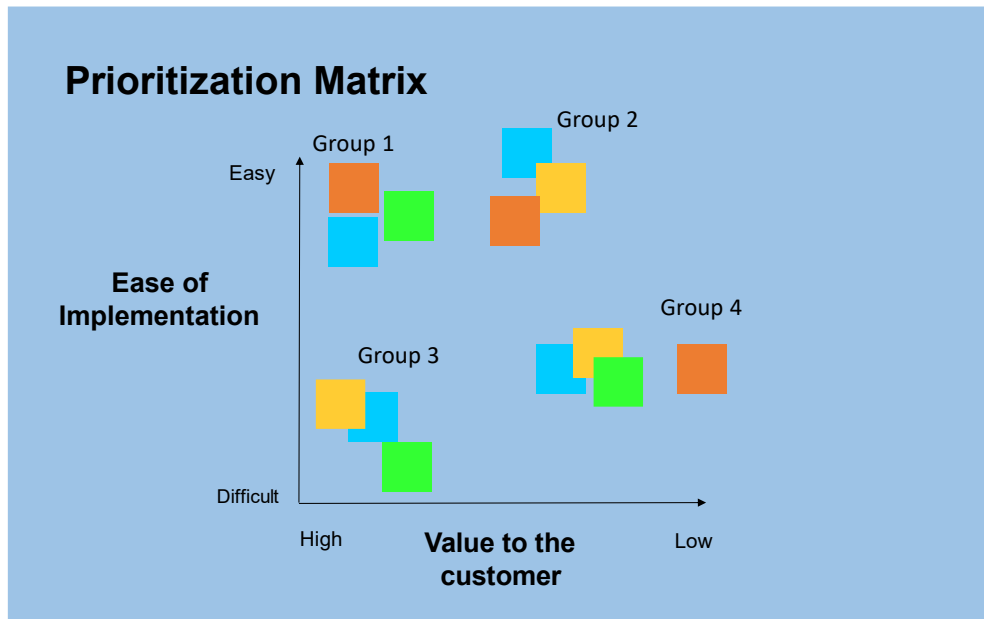 Prioritization Matrix
Group 2
Group 1
Easy
Ease of
Implementation
Group 4
Group 3
Difficult
High
Value to the
customer
Low